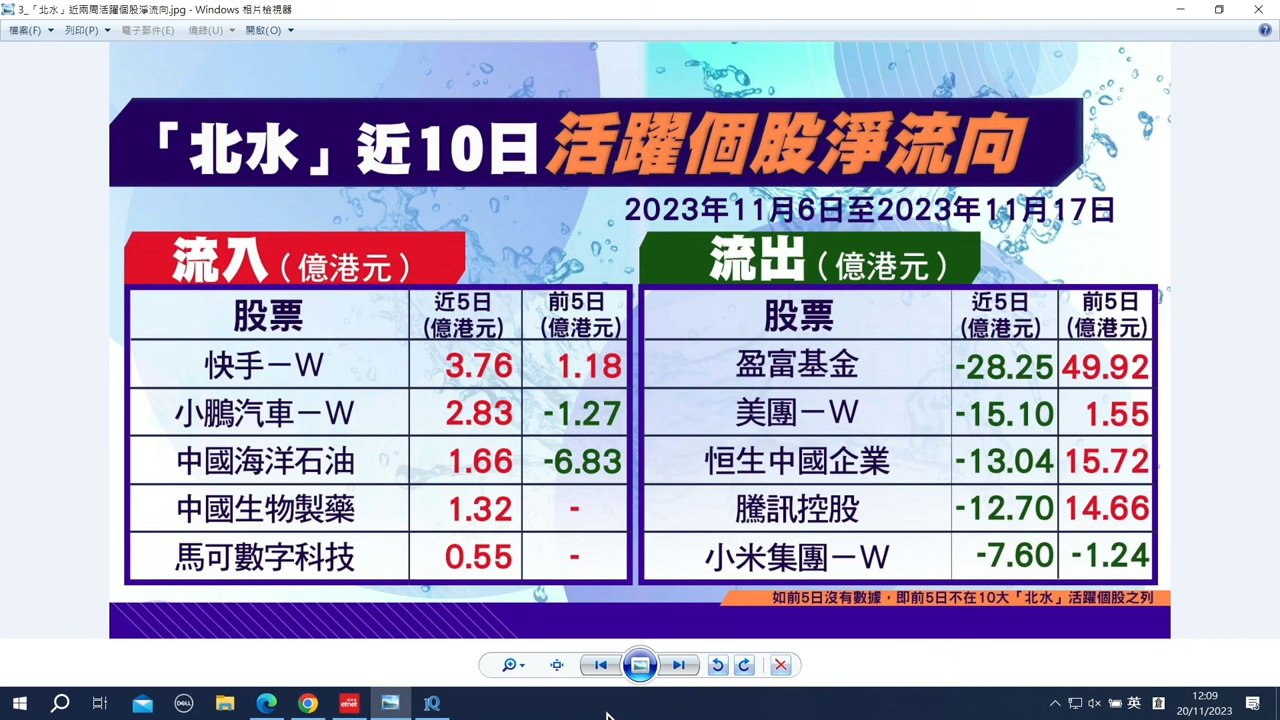 3_「北水」近兩周活躍個股淨流向.jpg - Windows 相片檢視器
檔案(F) 列印(P) 電子郵件(E) 燒錄(U) 開啟(O)
「北水」近10日活躍個股淨流向
2023年11月6日至2023年11月17日
流入(億港元)
股票 近5日(億港元) 前5日(億港元)
快手－W 3.76 1.18
小鵬汽車－W 2.83 -1.27
中國海洋石油 1.66 -6.83
中國生物製藥 1.32 -
馬可數字科技 0.55 -
流出(億港元)
股票 近5日(億港元) 前5日(億港元)
盈富基金 -28.25 49.92
美團－W -15.10 1.55
恒生中國企業 -13.04 15.72
騰訊控股 -12.70 14.66
小米集團－W -7.60 -1.24
如前5日沒有數據，即前5日不在10大「北水」活躍個股之列
DELL
etnet
IQ
英
倉
12:09
20/11/2023